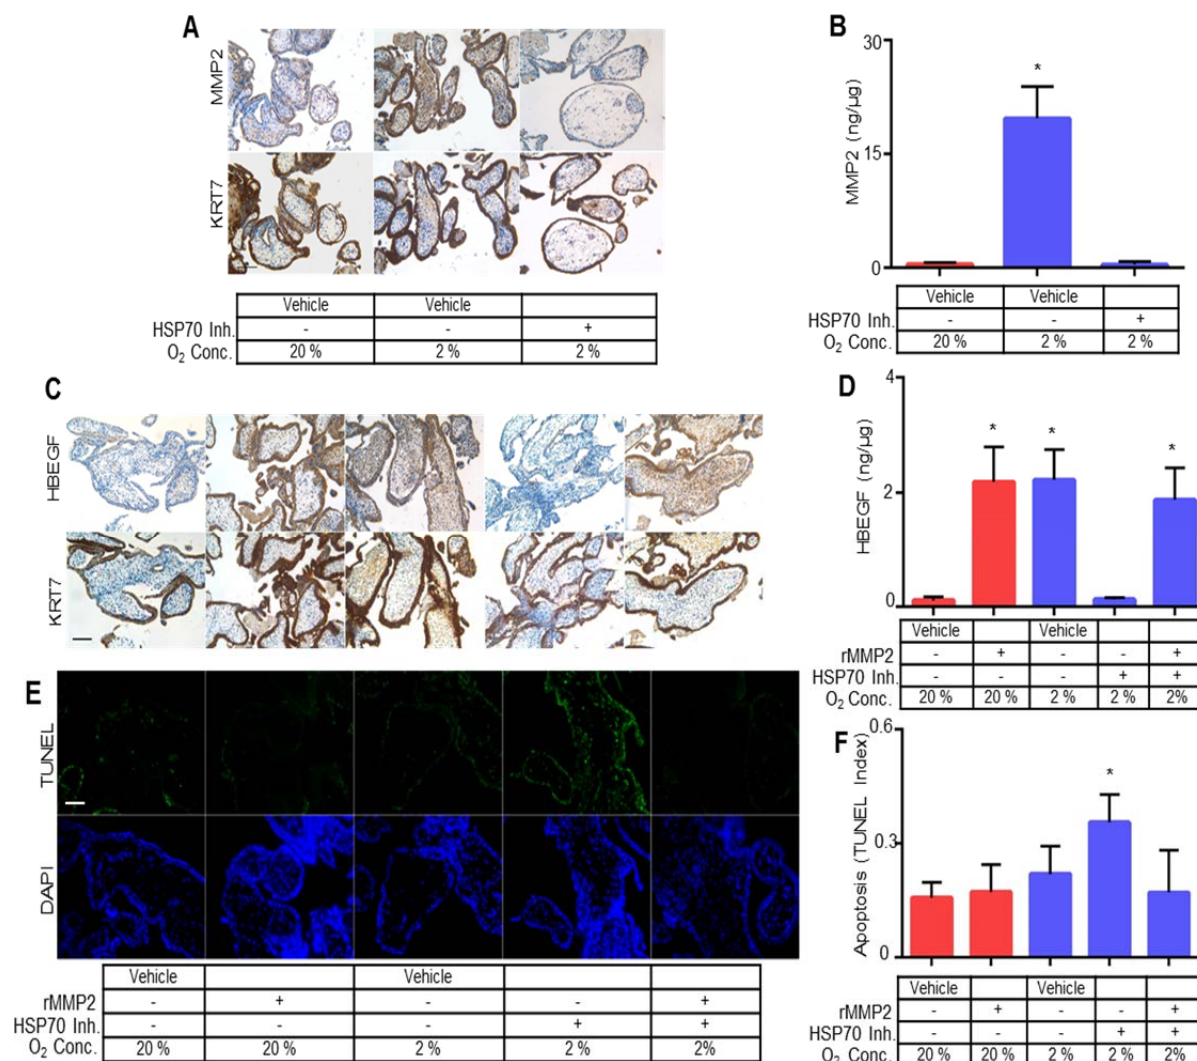 A
MMP2
KRT7
Vehicle Vehicle
HSP70 Inh. - - +
O2 Conc. 20 % 2 % 2 %
B
30
15
0
MMP2 (ng/µg)
*
Vehicle Vehicle
HSP70 Inh. - - +
O2 Conc. 20 % 2 % 2 %
C
HBEGF
KRT7
D
4
2
0
HBEGF (ng/µg)
* * *
Vehicle Vehicle
rMMP2 - + - - +
HSP70 Inh. - - - + +
O2 Conc. 20 % 20 % 2 % 2 % 2%
E
TUNEL
DAPI
Vehicle Vehicle
rMMP2 - + - - +
HSP70 Inh. - - - + +
O2 Conc. 20 % 20 % 2 % 2 % 2%
F
0.6
0.3
0
Apoptosis (TUNEL Index)
*
Vehicle Vehicle
rMMP2 - + - - +
HSP70 Inh. - - - + +
O2 Conc. 20 % 20 % 2 % 2 % 2%